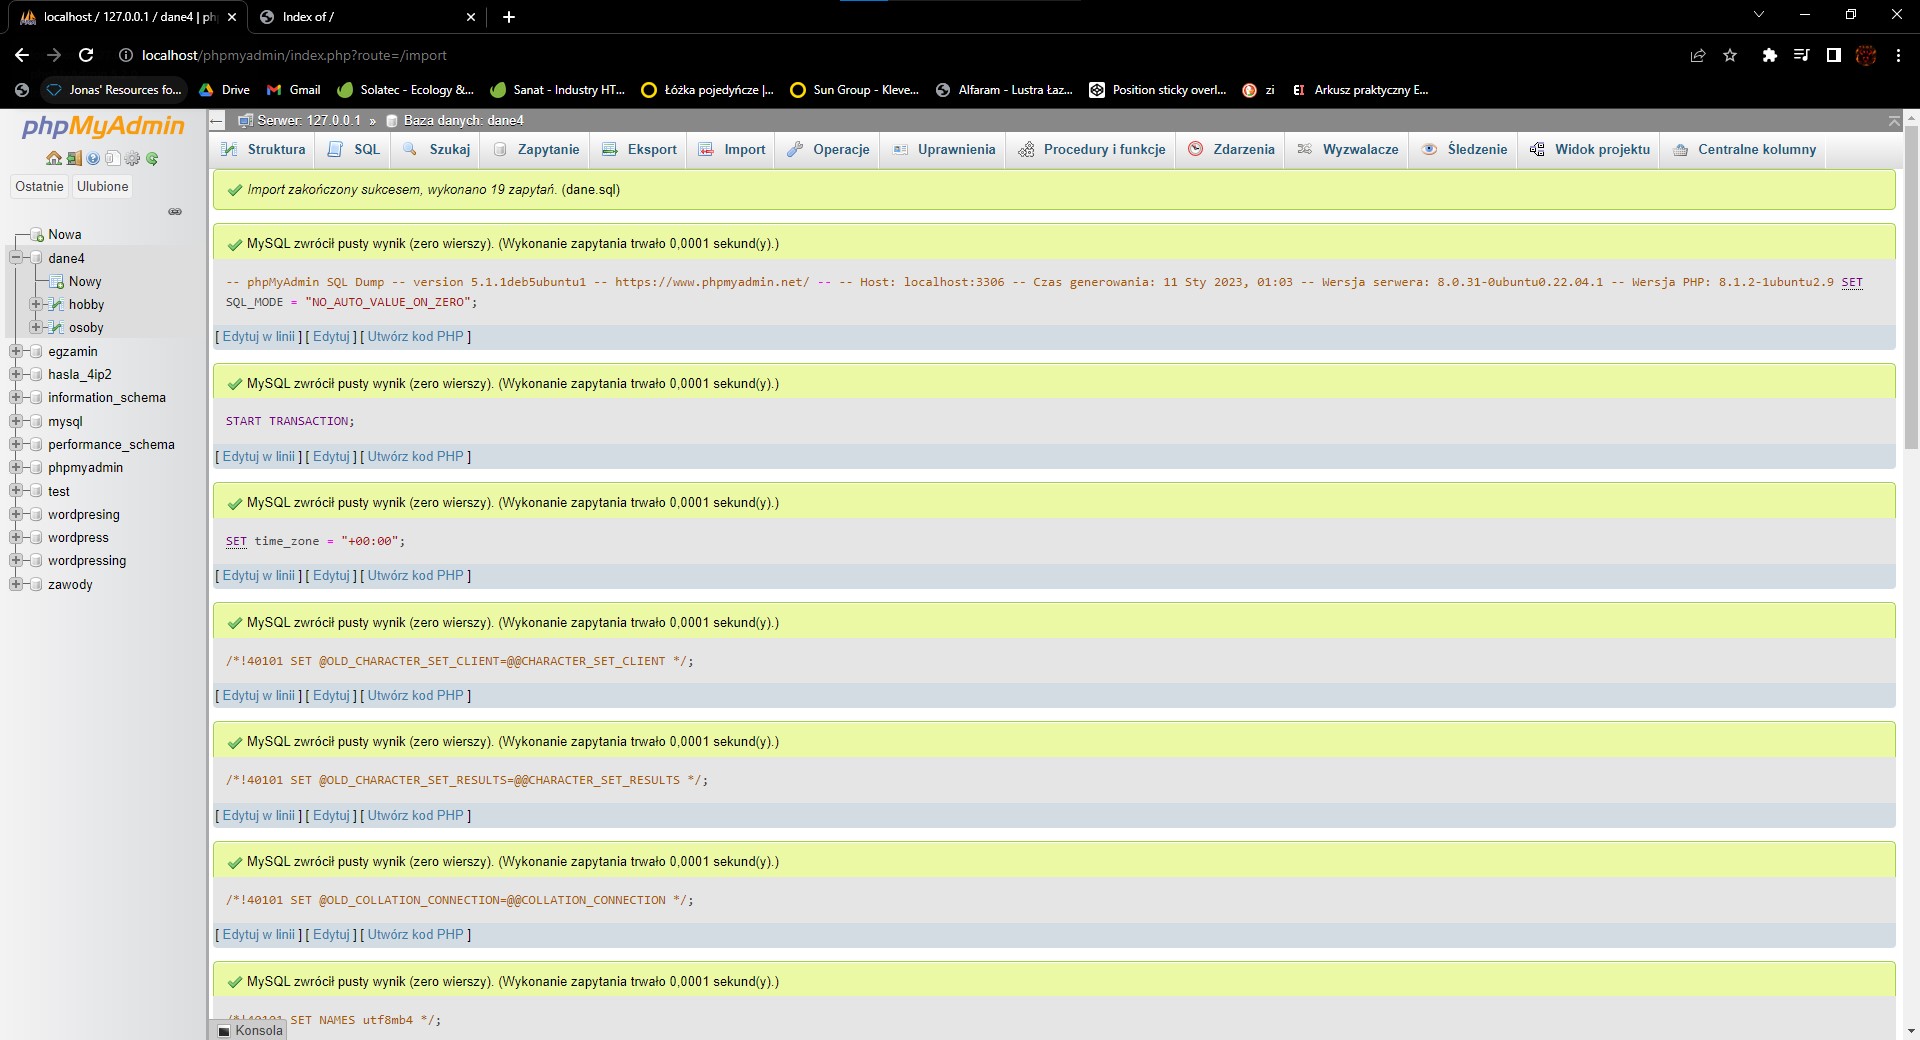 localhost / 127.0.0.1 / dane4 | ph
Index of /
localhost/phpmyadmin/index.php?route=/import
Jonas' Resources fo...
Drive
Gmail
Solatec - Ecology &...
Sanat - Industry HT...
Łóżka pojedyńcze |...
Sun Group - Kleve...
Alfaram - Lustra Łaz...
Position sticky overl...
zi
EI Arkusz praktyczny E...
phpMyAdmin
Ostatnie
Ulubione
Nowa
dane4
Nowy
hobby
osoby
egzamin
hasla_4ip2
information_schema
mysql
performance_schema
phpmyadmin
test
wordpresing
wordpress
wordpressing
zawody
Serwer: 127.0.0.1 » Baza danych: dane4
Struktura
SQL
Szukaj
Zapytanie
Eksport
Import
Operacje
Uprawnienia
Procedury i funkcje
Zdarzenia
Wyzwalacze
Śledzenie
Widok projektu
Centralne kolumny
Import zakończony sukcesem, wykonano 19 zapytań. (dane.sql)
MySQL zwrócił pusty wynik (zero wierszy). (Wykonanie zapytania trwało 0,0001 sekund(y).)
-- phpMyAdmin SQL Dump -- version 5.1.1deb5ubuntu1 -- https://www.phpmyadmin.net/ -- -- Host: localhost:3306 -- Czas generowania: 11 Sty 2023, 01:03 -- Wersja serwera: 8.0.31-0ubuntu0.22.04.1 -- Wersja PHP: 8.1.2-1ubuntu2.9 SET
SQL_MODE = "NO_AUTO_VALUE_ON_ZERO";
[ Edytuj w linii ] [ Edytuj ] [ Utwórz kod PHP ]
MySQL zwrócił pusty wynik (zero wierszy). (Wykonanie zapytania trwało 0,0001 sekund(y).)
START TRANSACTION;
[ Edytuj w linii ] [ Edytuj ] [ Utwórz kod PHP ]
MySQL zwrócił pusty wynik (zero wierszy). (Wykonanie zapytania trwało 0,0001 sekund(y).)
SET time_zone = "+00:00";
[ Edytuj w linii ] [ Edytuj ] [ Utwórz kod PHP ]
MySQL zwrócił pusty wynik (zero wierszy). (Wykonanie zapytania trwało 0,0001 sekund(y).)
/*!40101 SET @OLD_CHARACTER_SET_CLIENT=@@CHARACTER_SET_CLIENT */;
[ Edytuj w linii ] [ Edytuj ] [ Utwórz kod PHP ]
MySQL zwrócił pusty wynik (zero wierszy). (Wykonanie zapytania trwało 0,0001 sekund(y).)
/*!40101 SET @OLD_CHARACTER_SET_RESULTS=@@CHARACTER_SET_RESULTS */;
[ Edytuj w linii ] [ Edytuj ] [ Utwórz kod PHP ]
MySQL zwrócił pusty wynik (zero wierszy). (Wykonanie zapytania trwało 0,0001 sekund(y).)
/*!40101 SET @OLD_COLLATION_CONNECTION=@@COLLATION_CONNECTION */;
[ Edytuj w linii ] [ Edytuj ] [ Utwórz kod PHP ]
MySQL zwrócił pusty wynik (zero wierszy). (Wykonanie zapytania trwało 0,0001 sekund(y).)
/*!40101 SET NAMES utf8mb4 */;
Konsola